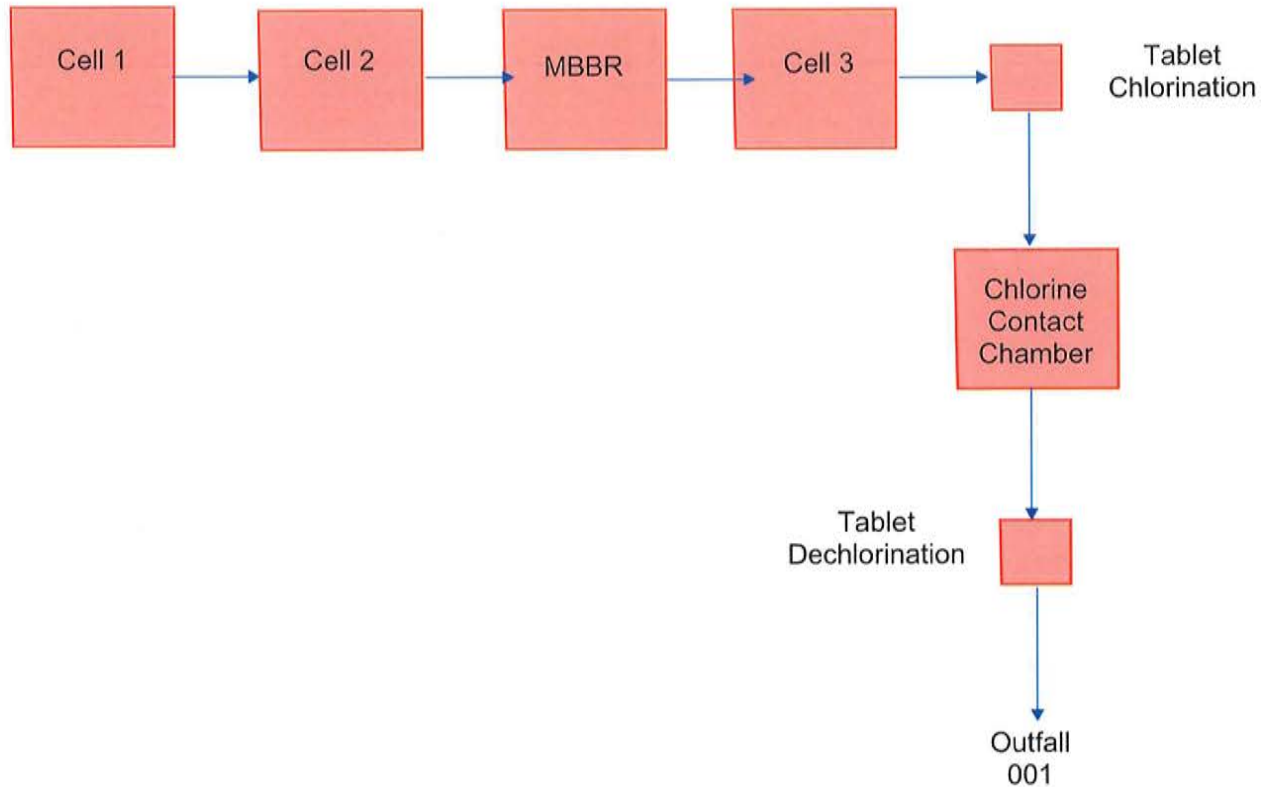 Cell 1
Cell 2
MBBR
Cell 3
Tablet
Chlorination
Chlorine
Contact
Chamber
Tablet
Dechlorination
Outfall
001